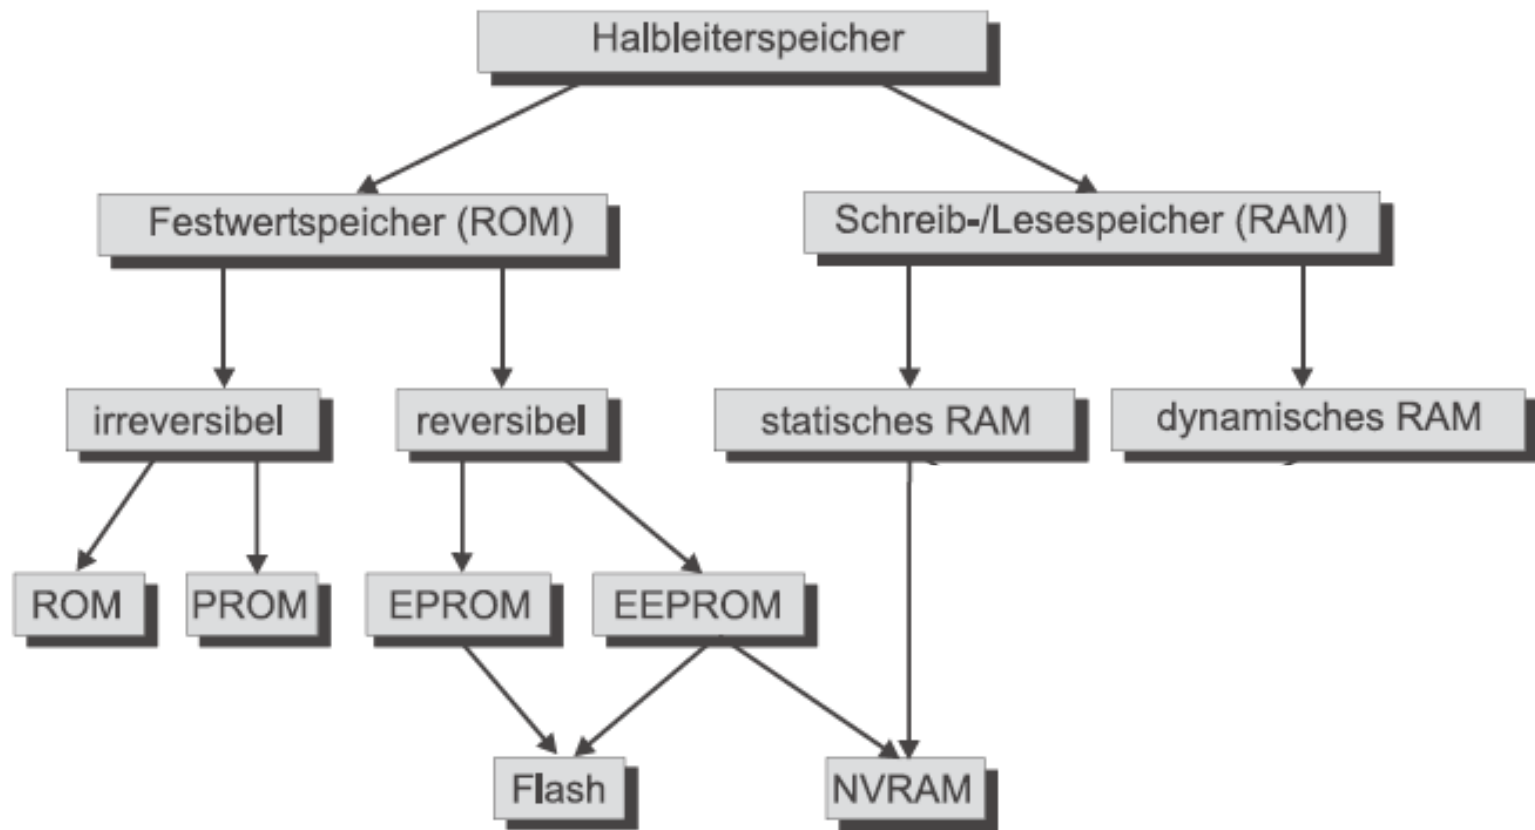 Halbleiterspeicher
Festwertspeicher (ROM)
Schreib-/Lesespeicher (RAM)
irreversibel
reversibel
statisches RAM
dynamisches RAM
ROM
PROM
EPROM
EEPROM
Flash
NVRAM